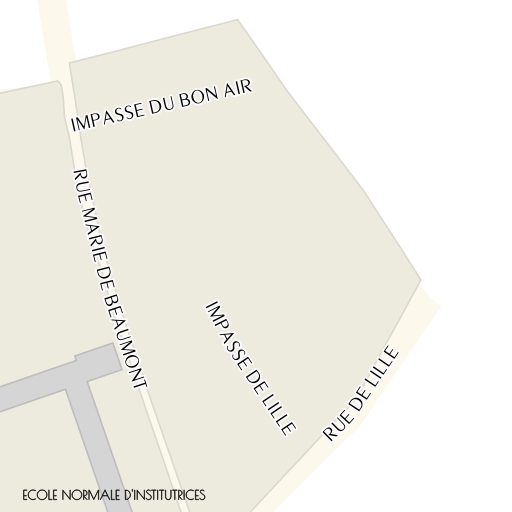 IMPASSE DU BON AIR
RUE MARIE DE BEAUMONT
IMPASSE DE LILLE
RUE DE LILLE
ECOLE NORMALE D'INSTITUTRICES